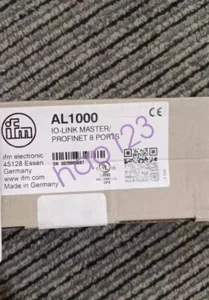 ifm
AL1000
IO-LINK MASTER/
PROFINET 8 PORTS
ifm electronic
45128 Essen
Germany
www.ifm.com
Made in Germany
hop123
CE